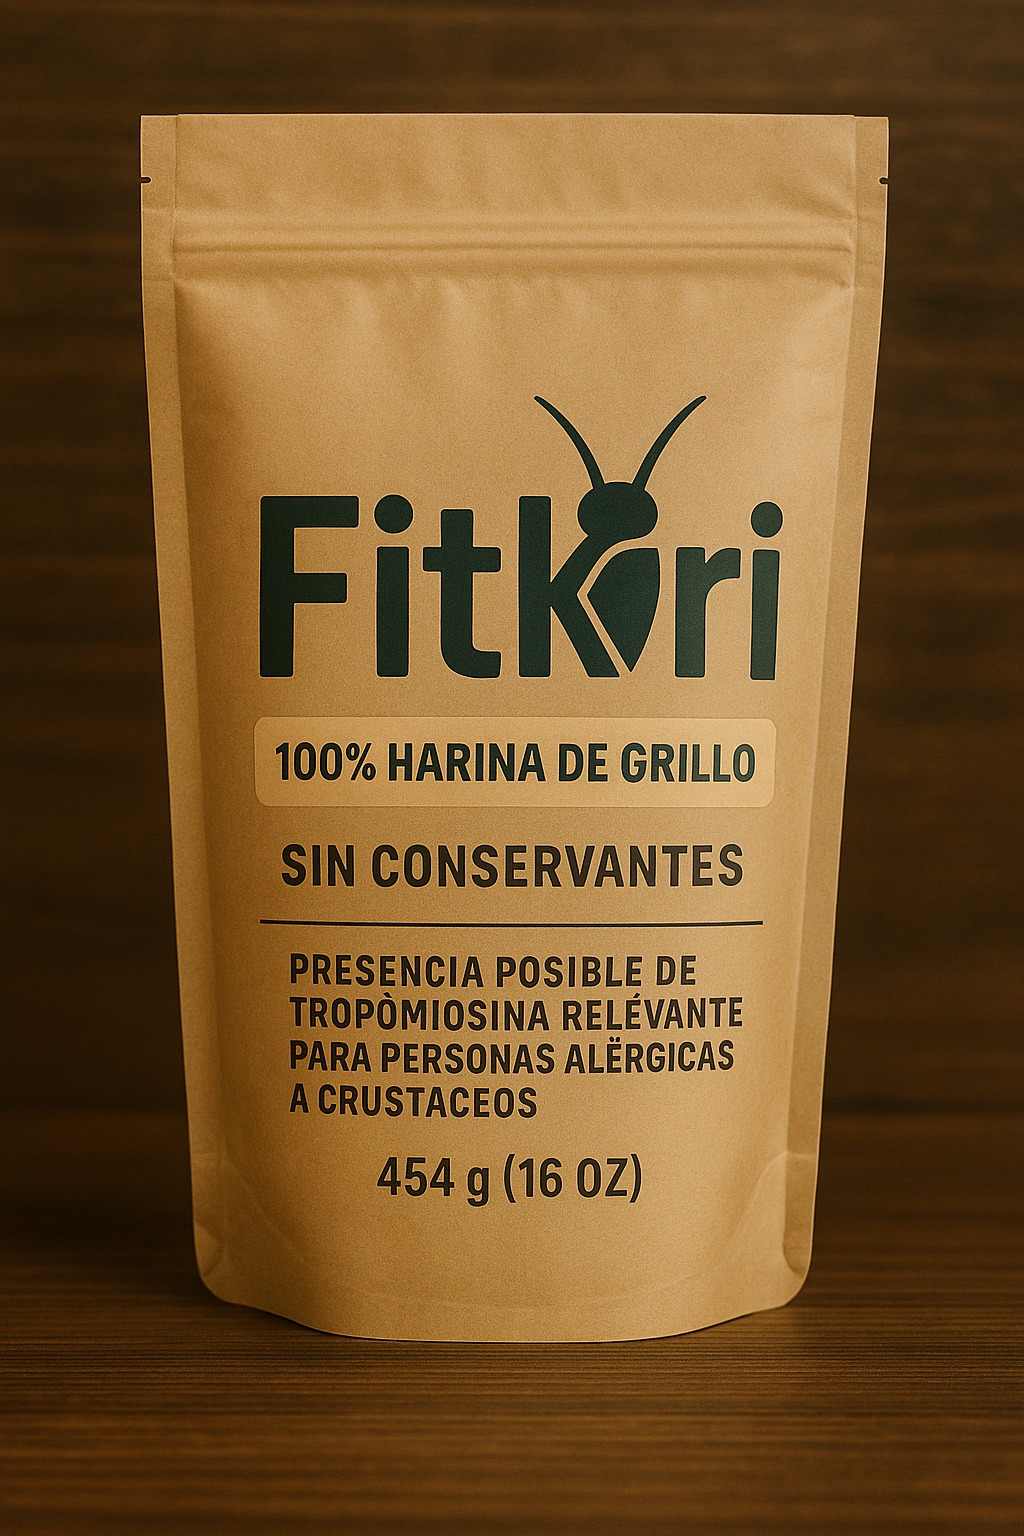 Fitkri
100% HARINA DE GRILLO
SIN CONSERVANTES
PRESENCIA POSIBLE DE
TROPÒMIOSINA RELÉVANTE
PARA PERSONAS ALËRGICAS
A CRUSTACEOS
454 g (16 OZ)